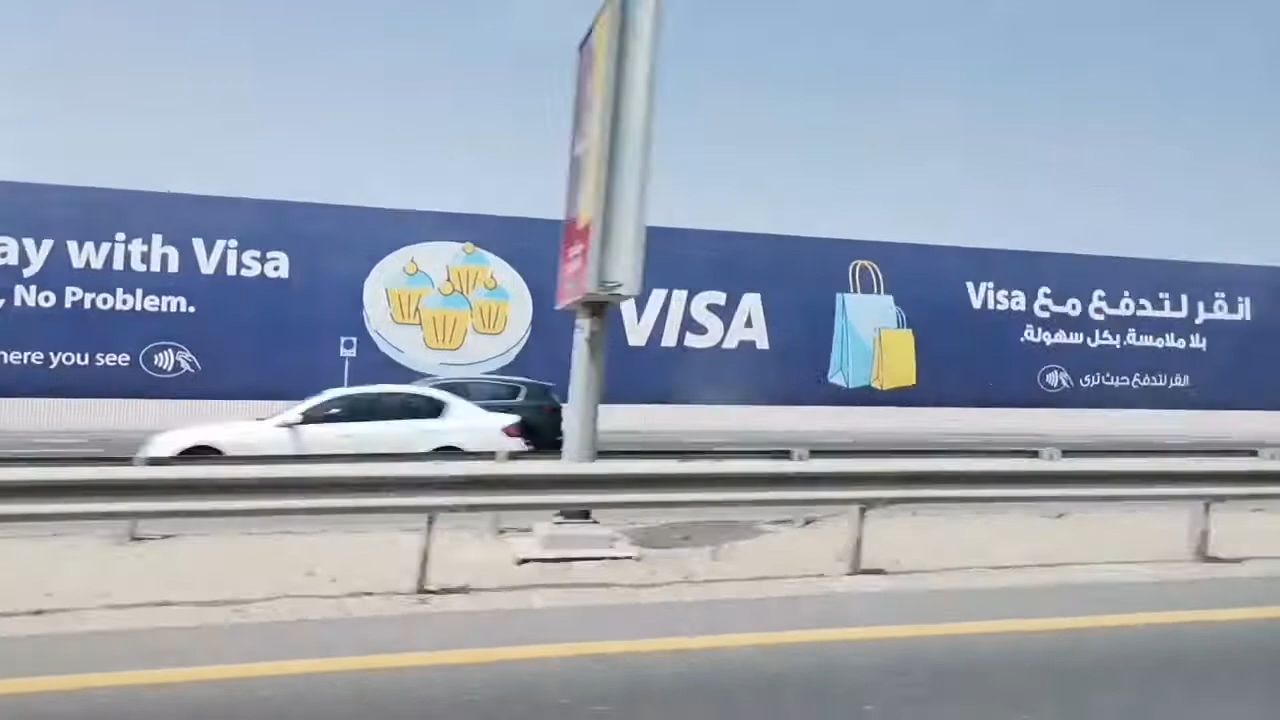 ay with Visa
, No Problem.
here you see
VISA
انقر لتدفع مع Visa
بلا ملامسة. بكل سهولة.
انقر لتدفع حيث ترى